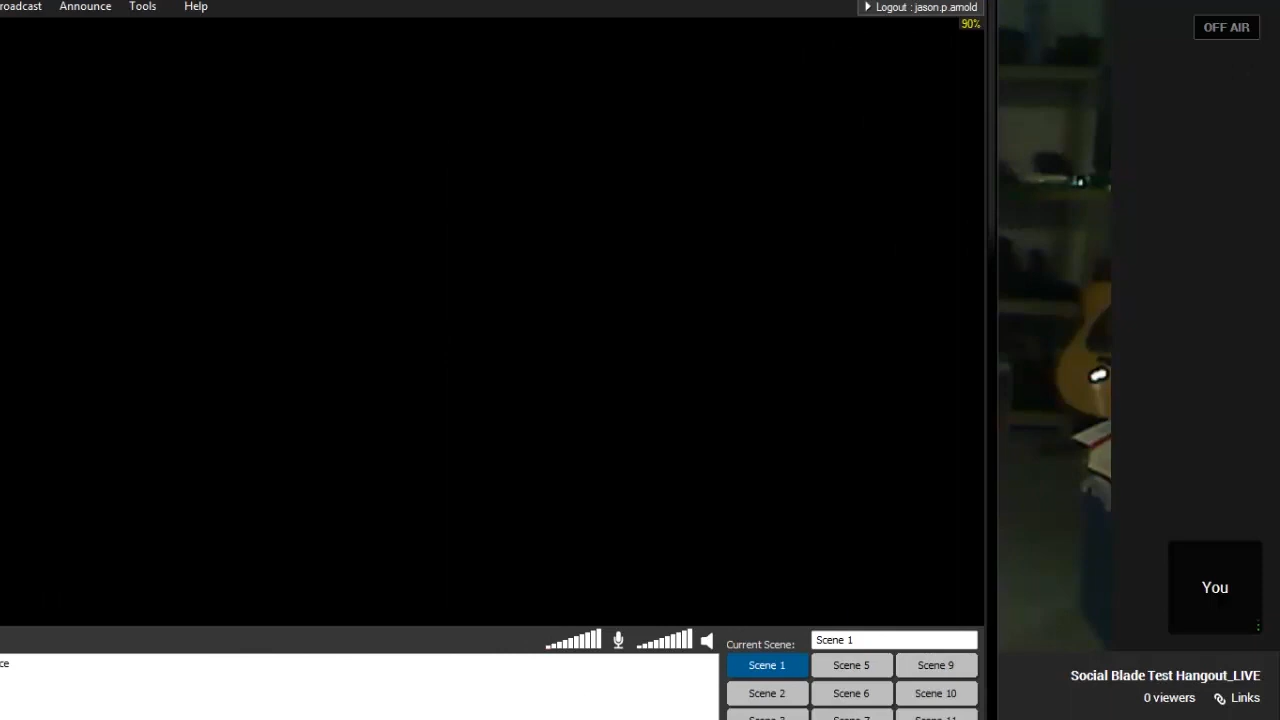 roadcast Announce Tools Help
Logout : jason.p.arnold
90%
OFF AIR
You
Current Scene: Scene 1
ce
Scene 1 Scene 5 Scene 9
Scene 2 Scene 6 Scene 10
Social Blade Test Hangout_LIVE
0 viewers Links